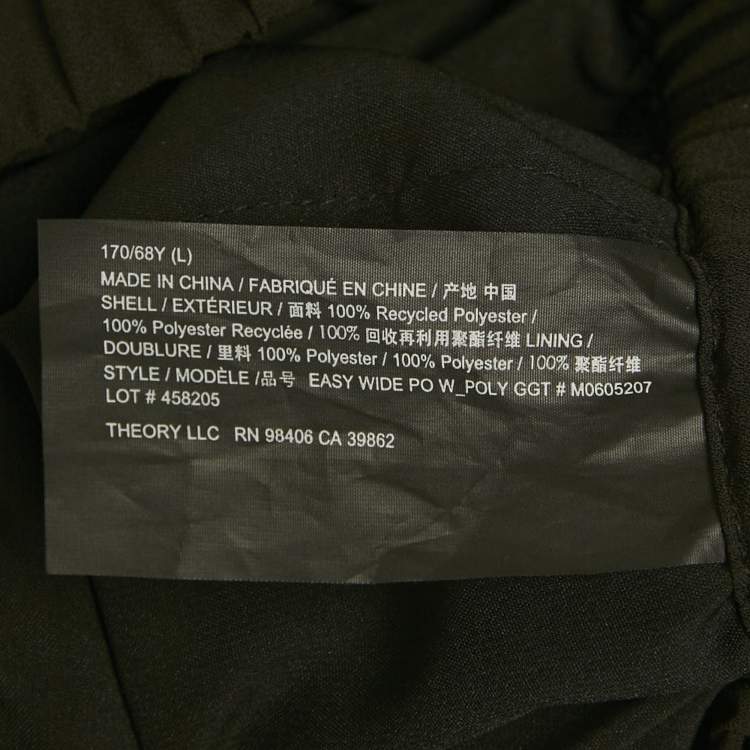 170/68Y (L)
MADE IN CHINA / FABRIQUÉ EN CHINE / 产地 中国
SHELL / EXTÉRIEUR / 面料 100% Recycled Polyester /
100% Polyester Recyclée / 100% 回收再利用聚酯纤维 LINING /
DOUBLURE / 里料 100% Polyester / 100% Polyester / 100% 聚酯纤维
STYLE / MODÈLE /品号 EASY WIDE PO W_POLY GGT # M0605207
LOT # 458205
THEORY LLC RN 98406 CA 39862